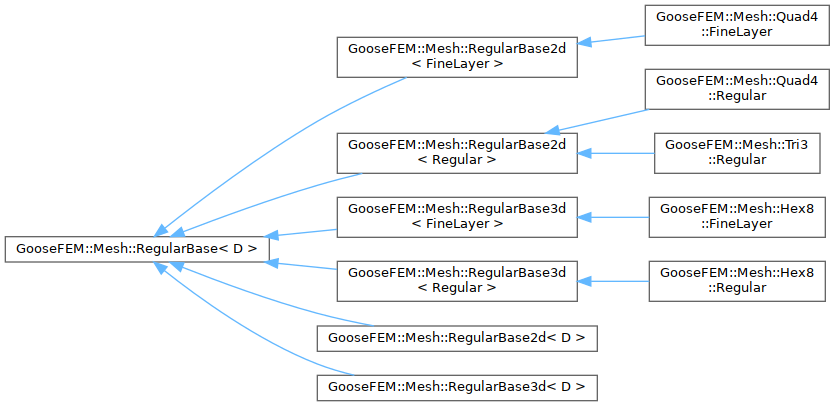 GooseFEM::Mesh::Quad4
::FineLayer
GooseFEM::Mesh::RegularBase2d
< FineLayer >
GooseFEM::Mesh::Quad4
::Regular
GooseFEM::Mesh::RegularBase2d
< Regular >
GooseFEM::Mesh::Tri3
::Regular
GooseFEM::Mesh::RegularBase3d
< FineLayer >
GooseFEM::Mesh::Hex8
::FineLayer
GooseFEM::Mesh::RegularBase< D >
GooseFEM::Mesh::RegularBase3d
< Regular >
GooseFEM::Mesh::Hex8
::Regular
GooseFEM::Mesh::RegularBase2d< D >
GooseFEM::Mesh::RegularBase3d< D >